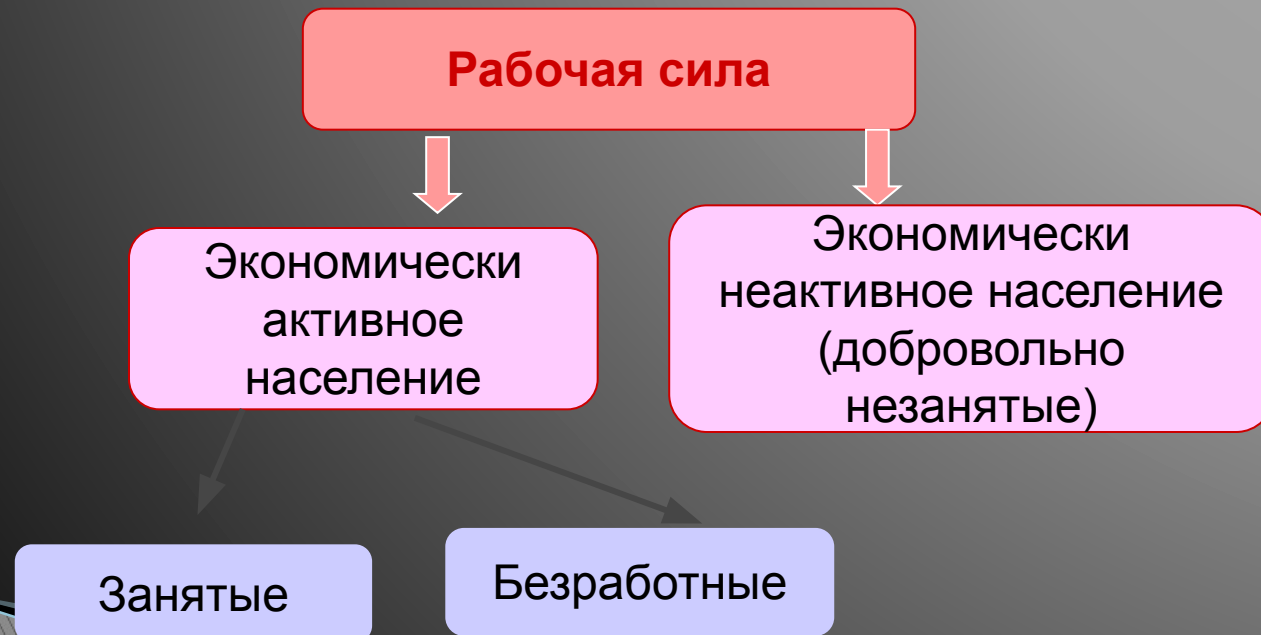 Рабочая сила
Экономически
активное
население
Экономически
неактивное население
(добровольно
незанятые)
Занятые
Безработные